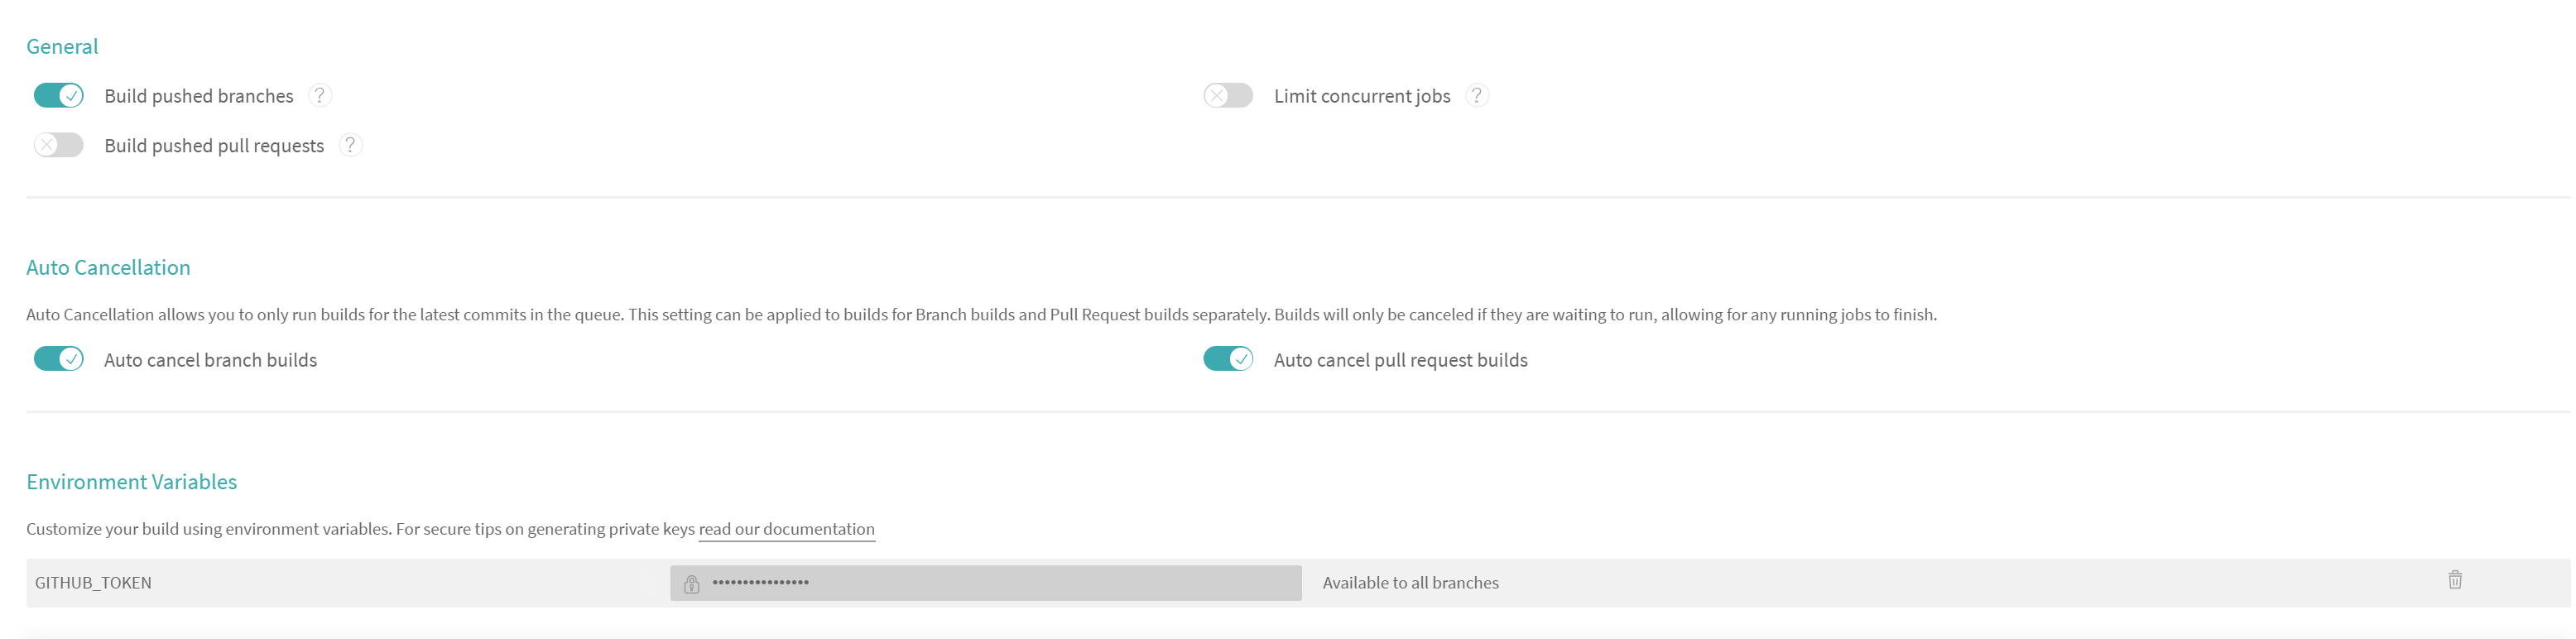 General
Build pushed branches ?
Limit concurrent jobs ?
Build pushed pull requests ?
Auto Cancellation
Auto Cancellation allows you to only run builds for the latest commits in the queue. This setting can be applied to builds for Branch builds and Pull Request builds separately. Builds will only be canceled if they are waiting to run, allowing for any running jobs to finish.
Auto cancel branch builds
Auto cancel pull request builds
Environment Variables
Customize your build using environment variables. For secure tips on generating private keys read our documentation
GITHUB_TOKEN •••••••••••••••• Available to all branches